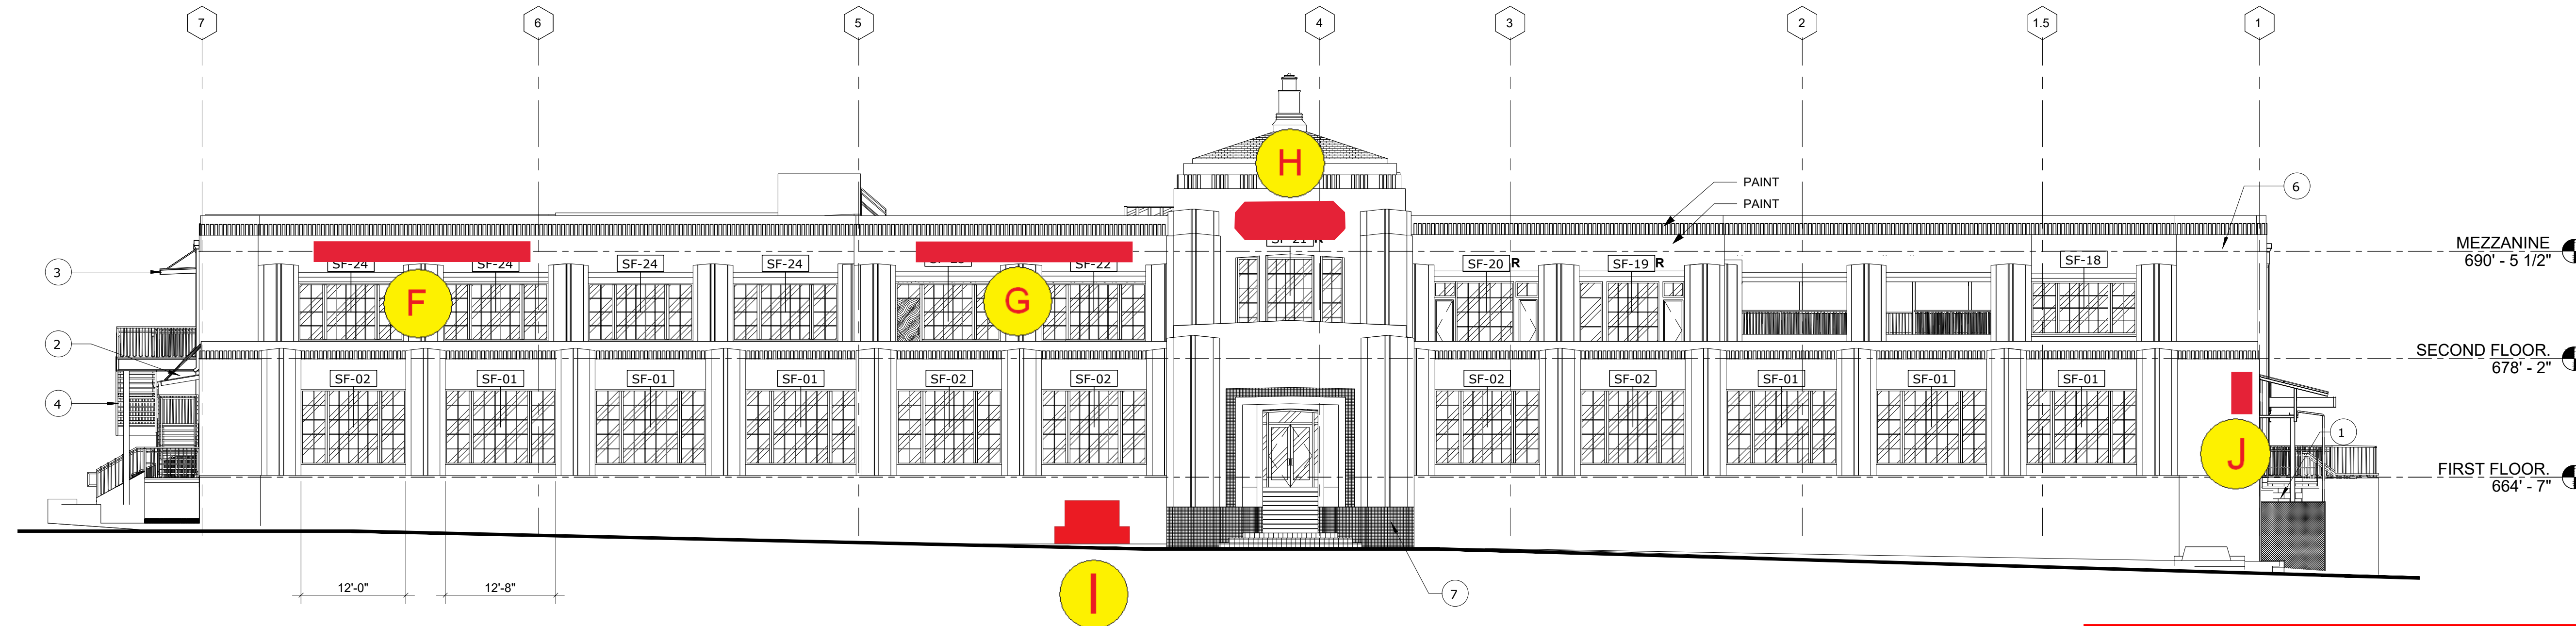 7 6 5 4 3 2 1.5 1
H
PAINT
PAINT
6
MEZZANINE
690' - 5 1/2"
3
SF-24 SF-24 SF-24 SF-24 SF-22 SF-20 R SF-19 R SF-18
F G
2
SECOND FLOOR.
678' - 2"
SF-02 SF-01 SF-01 SF-01 SF-02 SF-02 SF-02 SF-02 SF-01 SF-01 SF-01
4
J
1
FIRST FLOOR.
664' - 7"
12'-0" 12'-8"
I
7